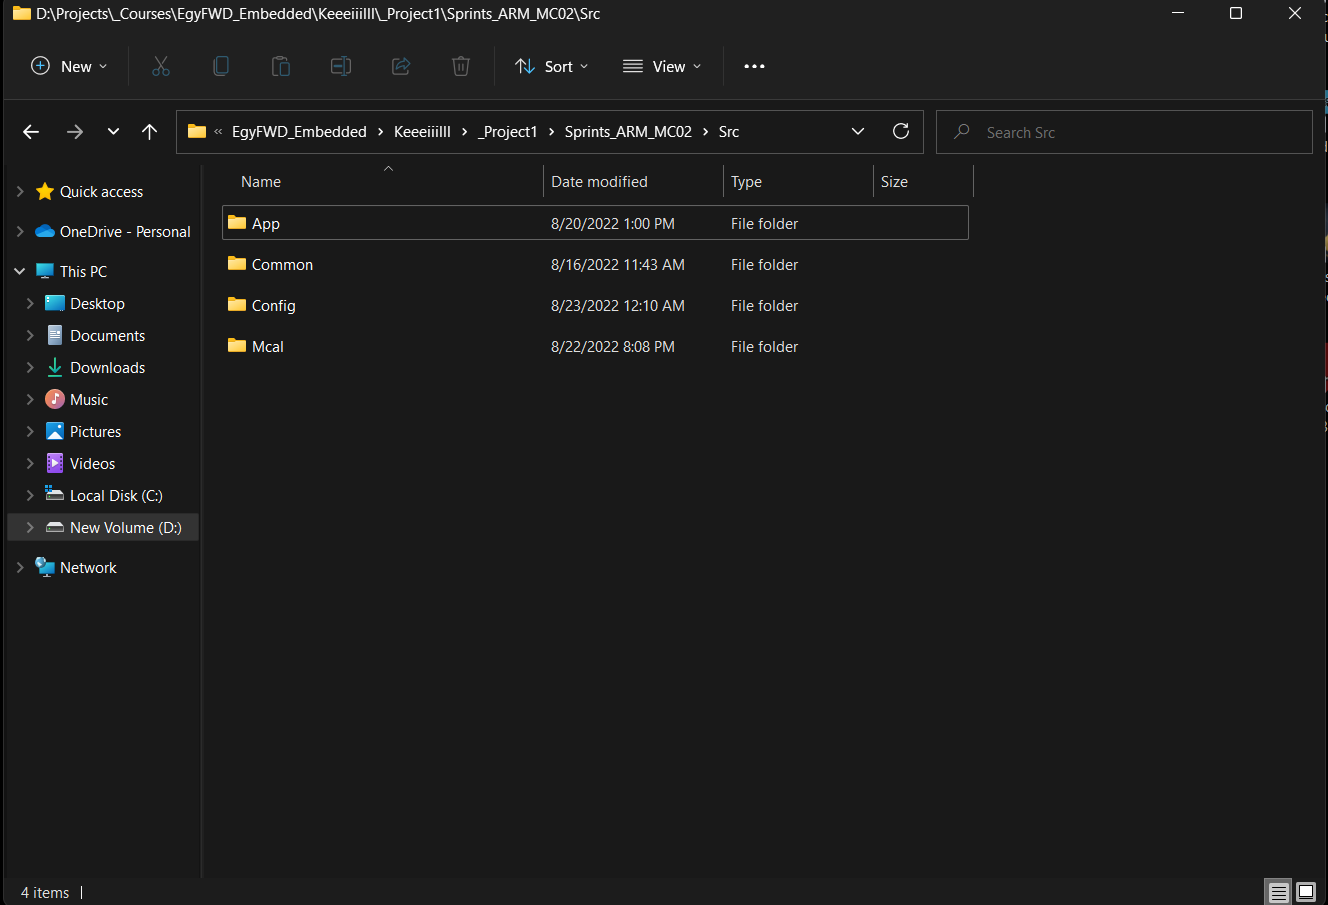 D:\Projects\_Courses\EgyFWD_Embedded\Keeeiiilll\_Project1\Sprints_ARM_MC02\Src
New
Sort
View
« EgyFWD_Embedded > Keeeiiilll > _Project1 > Sprints_ARM_MC02 > Src
Search Src
Name Date modified Type Size
Quick access
OneDrive - Personal
This PC
Desktop
Documents
Downloads
Music
Pictures
Videos
Local Disk (C:)
New Volume (D:)
Network
App 8/20/2022 1:00 PM File folder
Common 8/16/2022 11:43 AM File folder
Config 8/23/2022 12:10 AM File folder
Mcal 8/22/2022 8:08 PM File folder
4 items